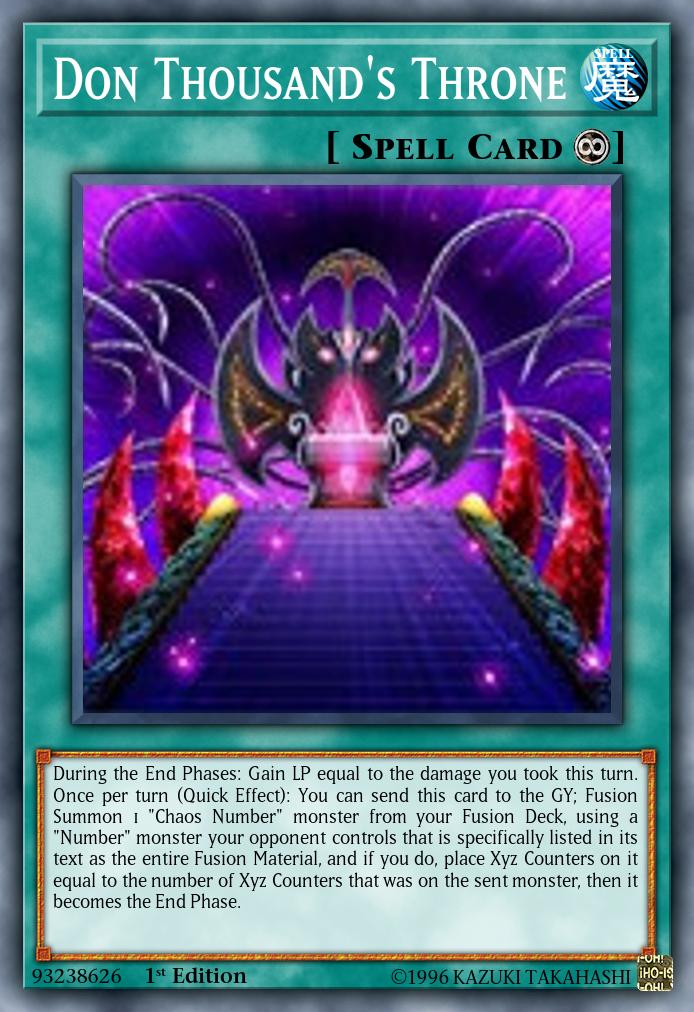 DON THOUSAND'S THRONE
SPELL
魔
[ SPELL CARD ♾]
During the End Phases: Gain LP equal to the damage you took this turn.
Once per turn (Quick Effect): You can send this card to the GY; Fusion
Summon 1 "Chaos Number" monster from your Fusion Deck, using a
"Number" monster your opponent controls that is specifically listed in its
text as the entire Fusion Material, and if you do, place Xyz Counters on it
equal to the number of Xyz Counters that was on the sent monster, then it
becomes the End Phase.
93238626 1st Edition ©1996 KAZUKI TAKAHASHI